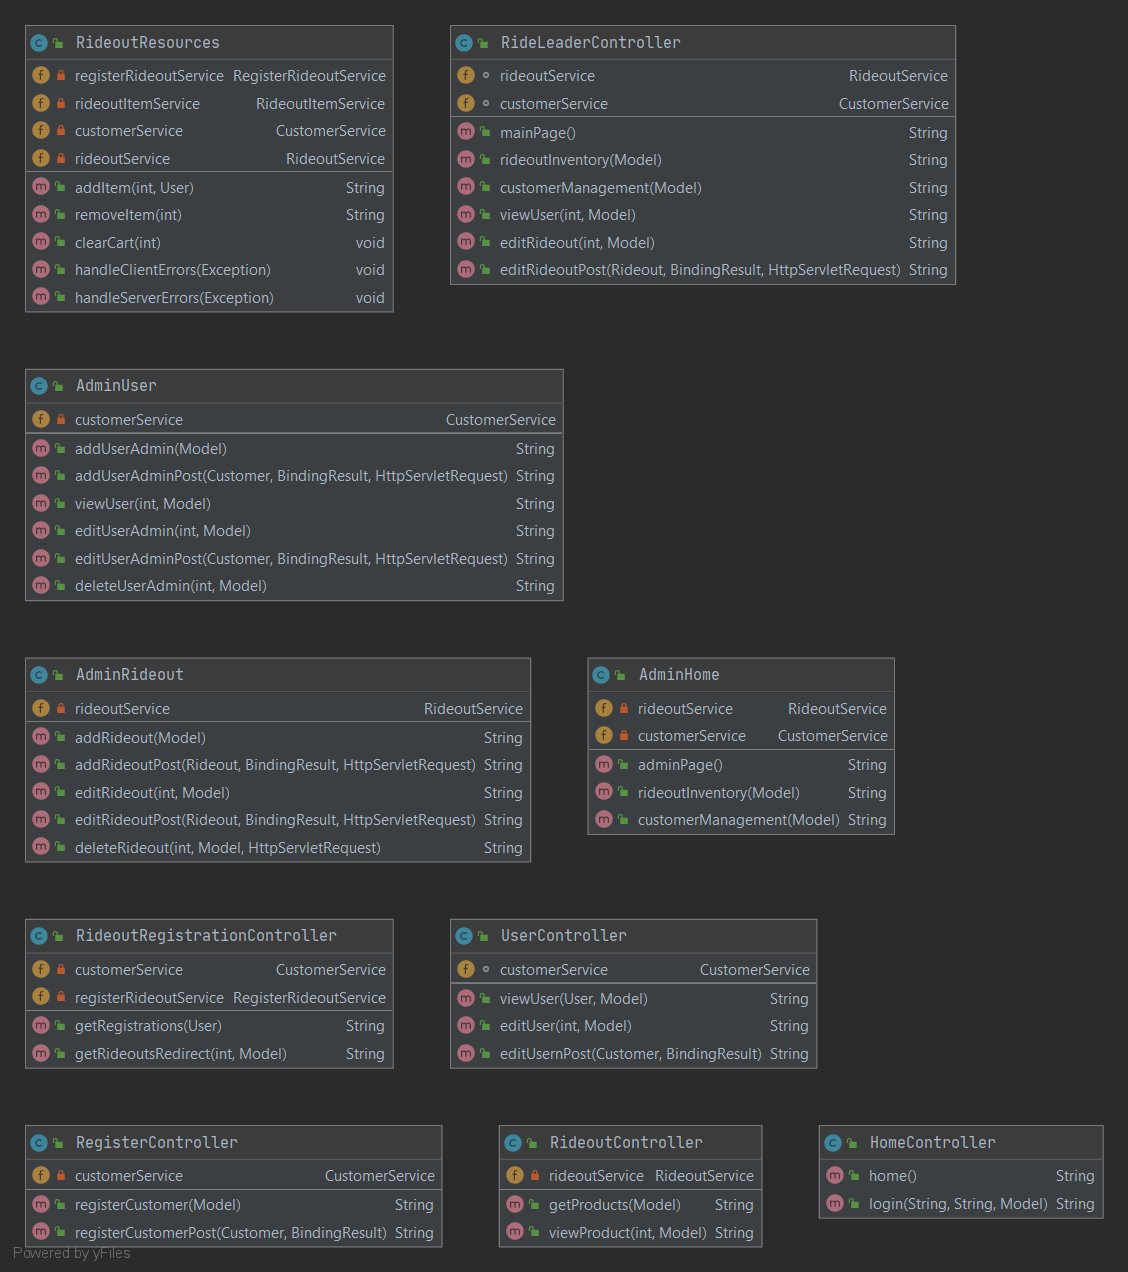 RideoutResources
registerRideoutService RegisterRideoutService
rideoutItemService RideoutItemService
customerService CustomerService
rideoutService RideoutService
addItem(int, User) String
removeItem(int) String
clearCart(int) void
handleClientErrors(Exception) void
handleServerErrors(Exception) void
RideLeaderController
rideoutService RideoutService
customerService CustomerService
mainPage() String
rideoutInventory(Model) String
customerManagement(Model) String
viewUser(int, Model) String
editRideout(int, Model) String
editRideoutPost(Rideout, BindingResult, HttpServletRequest) String
AdminUser
customerService CustomerService
addUserAdmin(Model) String
addUserAdminPost(Customer, BindingResult, HttpServletRequest) String
viewUser(int, Model) String
editUserAdmin(int, Model) String
editUserAdminPost(Customer, BindingResult, HttpServletRequest) String
deleteUserAdmin(int, Model) String
AdminRideout
rideoutService RideoutService
addRideout(Model) String
addRideoutPost(Rideout, BindingResult, HttpServletRequest) String
editRideout(int, Model) String
editRideoutPost(Rideout, BindingResult, HttpServletRequest) String
deleteRideout(int, Model, HttpServletRequest) String
AdminHome
rideoutService RideoutService
customerService CustomerService
adminPage() String
rideoutInventory(Model) String
customerManagement(Model) String
RideoutRegistrationController
customerService CustomerService
registerRideoutService RegisterRideoutService
getRegistrations(User) String
getRideoutsRedirect(int, Model) String
UserController
customerService CustomerService
viewUser(User, Model) String
editUser(int, Model) String
editUsernPost(Customer, BindingResult) String
RegisterController
customerService CustomerService
registerCustomer(Model) String
registerCustomerPost(Customer, BindingResult) String
RideoutController
rideoutService RideoutService
getProducts(Model) String
viewProduct(int, Model) String
HomeController
home() String
login(String, String, Model) String
Powered by yFiles